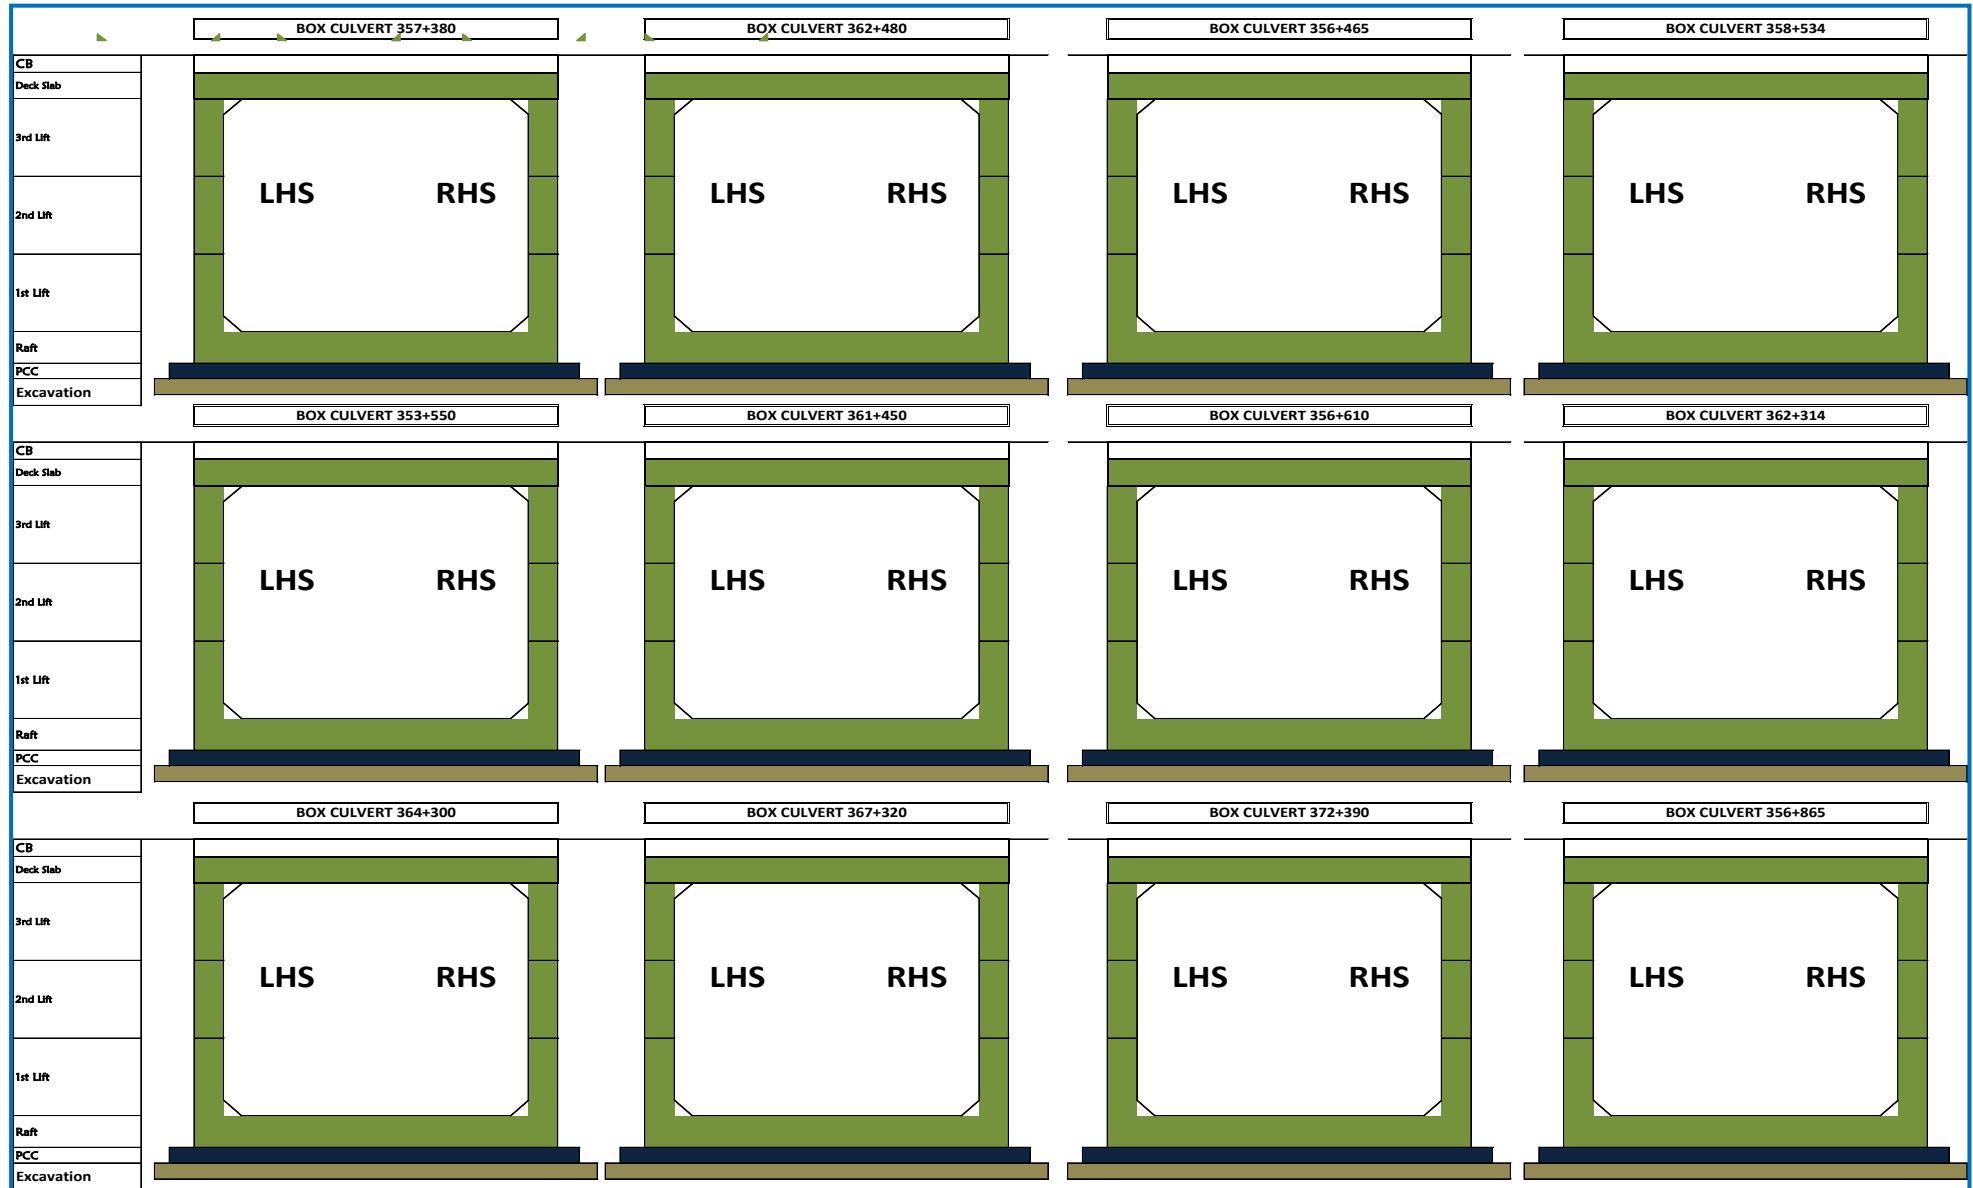 BOX CULVERT 357+380 BOX CULVERT 362+480 BOX CULVERT 356+465 BOX CULVERT 358+534
CB
Deck Slab
3rd Lift
LHS RHS LHS RHS LHS RHS LHS RHS
2nd Lift
1st Lift
Raft
PCC
Excavation
BOX CULVERT 353+550 BOX CULVERT 361+450 BOX CULVERT 356+610 BOX CULVERT 362+314
CB
Deck Slab
3rd Lift
LHS RHS LHS RHS LHS RHS LHS RHS
2nd Lift
1st Lift
Raft
PCC
Excavation
BOX CULVERT 364+300 BOX CULVERT 367+320 BOX CULVERT 372+390 BOX CULVERT 356+865
CB
Deck Slab
3rd Lift
LHS RHS LHS RHS LHS RHS LHS RHS
2nd Lift
1st Lift
Raft
PCC
Excavation